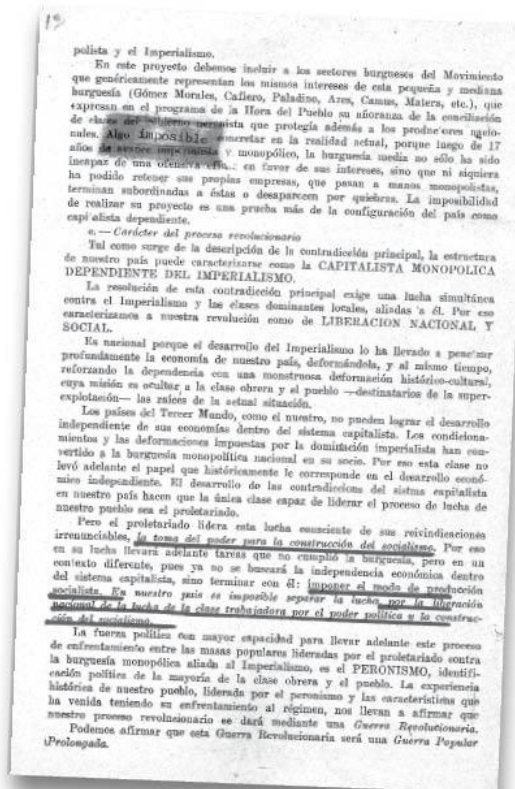 polista y el Imperialismo.
En este proyecto debemos incluir a los sectores burgueses del Movimiento
que genéricamente representan los mismos intereses de esta pequeña y mediana
burguesía (Gómez Morales, Cafiero, Paladino, Ares, Camus, Matera, etc.), que
expresan en el programa de la Hora del Pueblo su añoranza de la conciliación
de clases del gobierno peronista que protegía además a los
nales. Algo imposible concretar en la realidad actual, porque luego de 17
años de avance imperialista y monopólico, la burguesía media no sólo ha sido
incapaz de una ofensiva en favor de sus intereses, sino que ni siquiera
ha podido retener sus propias empresas, que pasan a manos monopolistas,
terminan subordinadas a éstas o desaparecen por quiebras. La imposibilidad
de realizar su proyecto es una prueba más de la configuración del país como
capitalista dependiente.
e. — Carácter del proceso revolucionario
Tal como surge de la descripción de la contradicción principal, la estructura
de nuestro país puede caracterizarse como la CAPITALISTA MONOPOLICA
DEPENDIENTE DEL IMPERIALISMO.
La resolución de esta contradicción principal exige una lucha simultánea
contra el Imperialismo y las clases dominantes locales, aliadas a él. Por eso
caracterizamos a nuestra revolución como de LIBERACION NACIONAL Y
SOCIAL.
Es nacional porque el desarrollo del Imperialismo lo ha llevado a penetrar
profundamente la economía de nuestro país, deformándola, y al mismo tiempo,
reforzando la dependencia con una monstruosa deformación histórico-cultural,
cuya misión es ocultar a la clase obrera y el pueblo —destinatarios de la super-
explotación— las raíces de la actual situación.
Los países del Tercer Mundo, como el nuestro, no pueden lograr el desarrollo
independiente de sus economías dentro del sistema capitalista. Los condiciona-
mientos y las deformaciones impuestas por la dominación imperialista han con-
vertido a la burguesía monopolítica nacional en su socio. Por eso esta clase no
levó adelante el papel que históricamente le corresponde en el desarrollo econó-
mico independiente. El desarrollo de las contradiccions del sistma capitalista
en nuestro país hacen que la única clase capaz de liderar el proceso de lucha de
nuestro pueblo sea el proletariado.
Pero el proletariado lidera esta lucha consciente de sus reivindicaciones
irrenunciables, la toma del poder para la construcción del socialismo. Por eso
en su lucha llevará adelante tareas que no cumplió la burguesía, pero en un
contexto diferente, pues ya no se buscará la independencia económica dentro
del sistema capitalista, sino terminar con él: imponer el modo de producción
socialista. En nuestro país es imposible separar la lucha por la liberación
nacional de la lucha de la clase trabajadora por el poder político y la construc-
ción del socialismo.
La fuerza política con mayor capacidad para llevar adelante este proceso
de enfrentamiento entre las masas populares lideradas por el proletariado contra
la burguesía monopólica aliada al Imperialismo, es el PERONISMO, identifi-
cación política de la mayoría de la clase obrera y el pueblo. La experiencia
histórica de nuestro pueblo, liderada por el peronismo y las características que
ha venido teniendo su enfrentamiento al régimen, nos llevan a afirmar que
nuestro proceso revolucionario se dará mediante una Guerra Revolucionaria.
Podemos afirmar que esta Guerra Revolucionaria será una Guerra Popular
Prolongada.